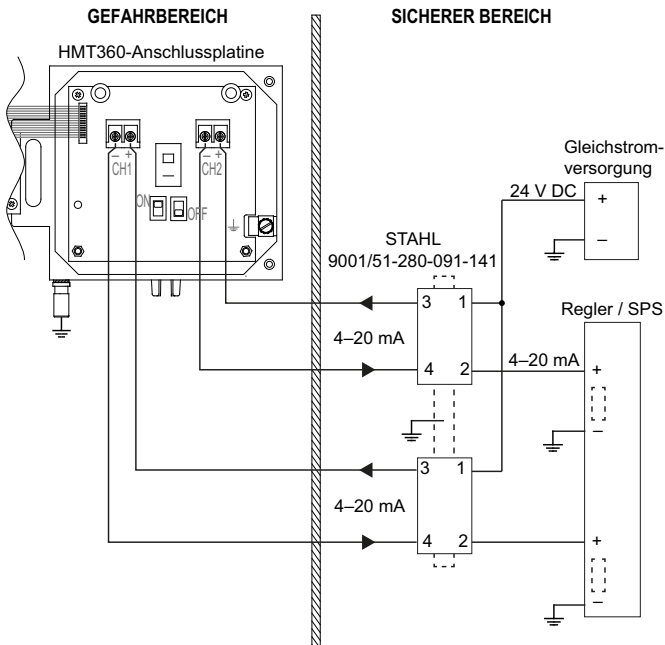 GEFAHRBEREICH
SICHERER BEREICH
HMT360-Anschlussplatine
– +
CH1
– +
CH2
ON
OFF
Gleichstrom-
versorgung
24 V DC
+
–
STAHL
9001/51-280-091-141
3 1
4–20 mA
4 2
Regler / SPS
4–20 mA
+
–
3 1
4–20 mA
4 2
+
–